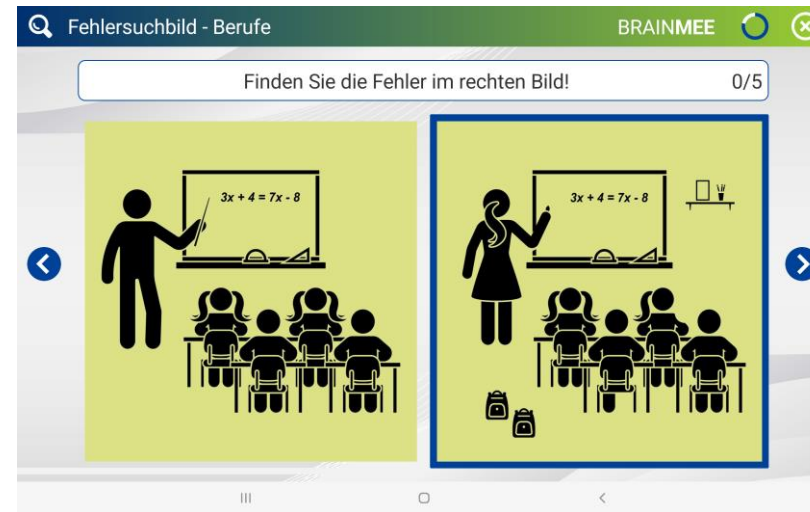 Fehlersuchbild - Berufe
BRAINMEE
Finden Sie die Fehler im rechten Bild!
0/5
3x + 4 = 7x - 8
3x + 4 = 7x - 8